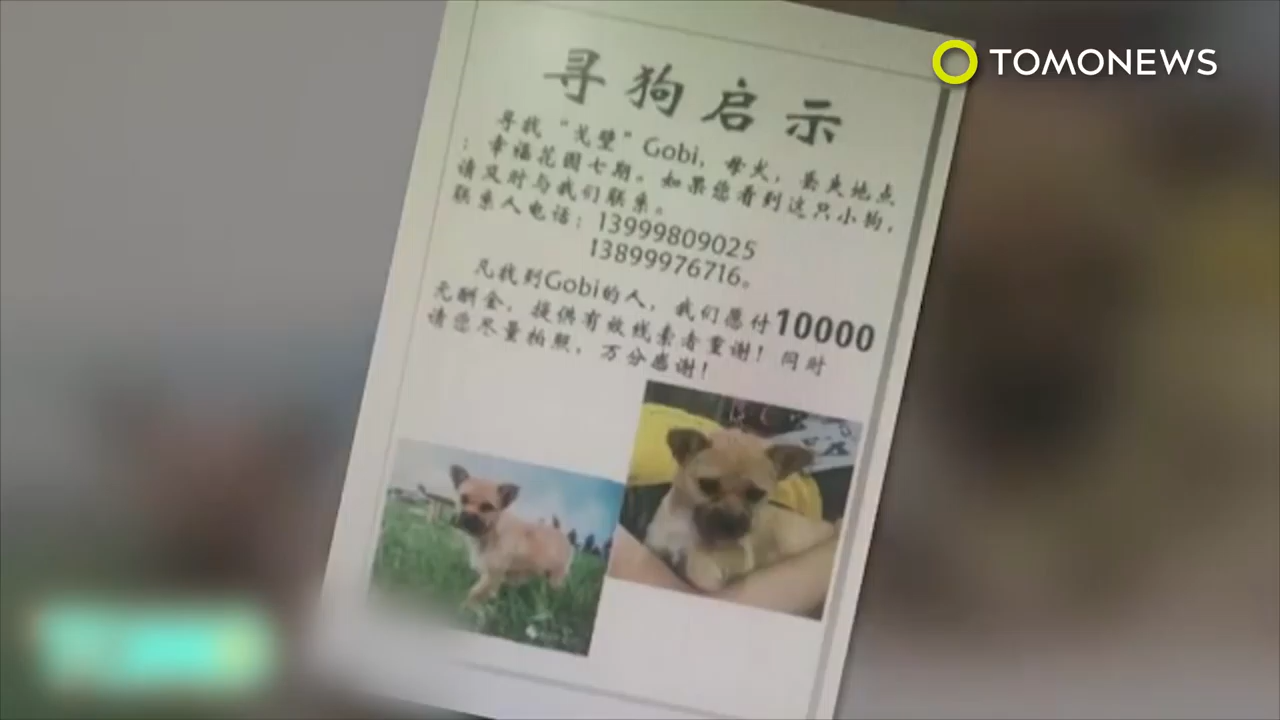 TOMONEWS
寻狗启示
寻找“戈壁”Gobi，母犬，丢失地点
：幸福花园七期。如果您看到这只小狗，
请及时与我们联系。
联系人电话：13999809025
13899976716。
凡找到Gobi的人，我们愿付10000
元酬金，提供有效线索者重谢！同时
请您尽量拍照，万分感谢！